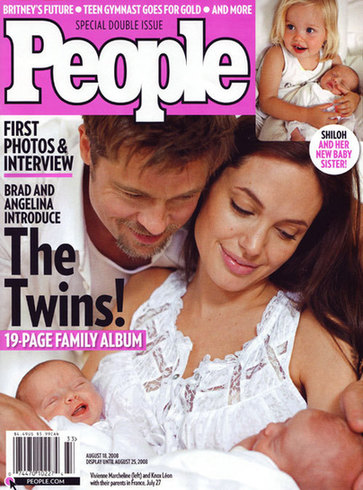 BRITNEY'S FUTURE • TEEN GYMNAST GOES FOR GOLD • AND MORE
SPECIAL DOUBLE ISSUE
People
FIRST
PHOTOS &
INTERVIEW
SHILOH
AND HER
NEW BABY
SISTER!
BRAD AND
ANGELINA
INTRODUCE
The
Twins!
19-PAGE FAMILY ALBUM
33
PEOPLE.COM
AUGUST 18, 2008
DISPLAY UNTIL AUGUST 25, 2008
Vivienne Marcheline (left) and Knox Léon
with their parents in France, July 27